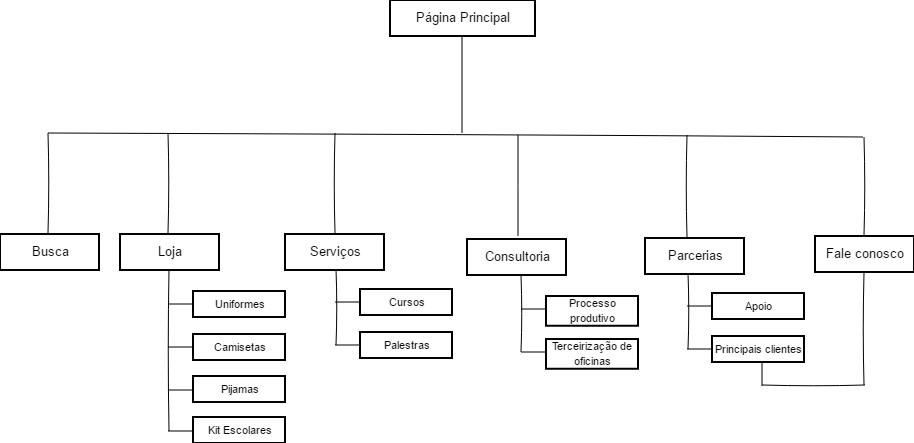 Página Principal
Busca
Loja
Serviços
Consultoria
Parcerias
Fale conosco
Uniformes
Camisetas
Pijamas
Kit Escolares
Cursos
Palestras
Processo
produtivo
Terceirização de
oficinas
Apoio
Principais clientes